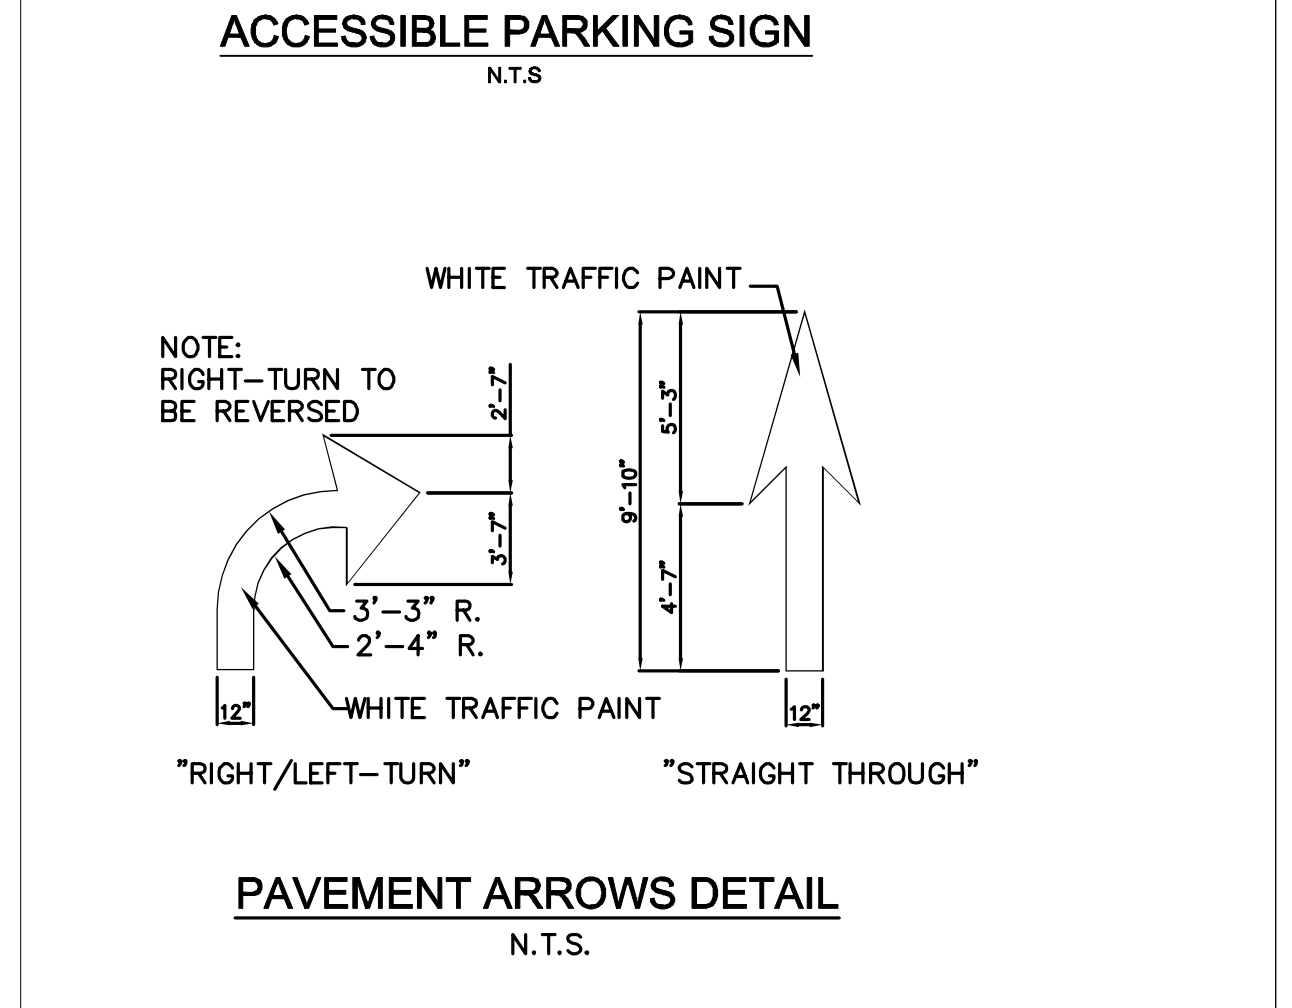 ACCESSIBLE PARKING SIGN
N.T.S
WHITE TRAFFIC PAINT
NOTE:
RIGHT-TURN TO
BE REVERSED
2'-7"
3'-7"
3'-3" R.
2'-4" R.
WHITE TRAFFIC PAINT
12"
"RIGHT/LEFT-TURN"
9'-10"
5'-3"
4'-7"
12"
"STRAIGHT THROUGH"
PAVEMENT ARROWS DETAIL
N.T.S.